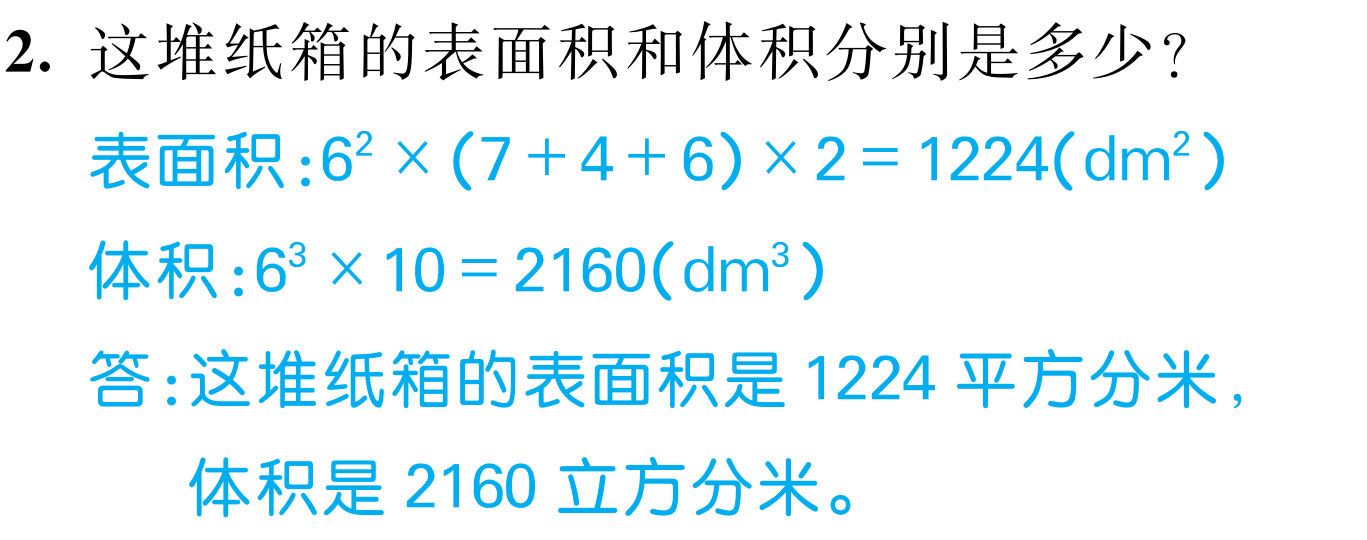 2. 这堆纸箱的表面积和体积分别是多少?
表面积:6² × (7 + 4 + 6) × 2 = 1224(dm²)
体积:6³ × 10 = 2160(dm³)
答:这堆纸箱的表面积是 1224 平方分米,
体积是 2160 立方分米。